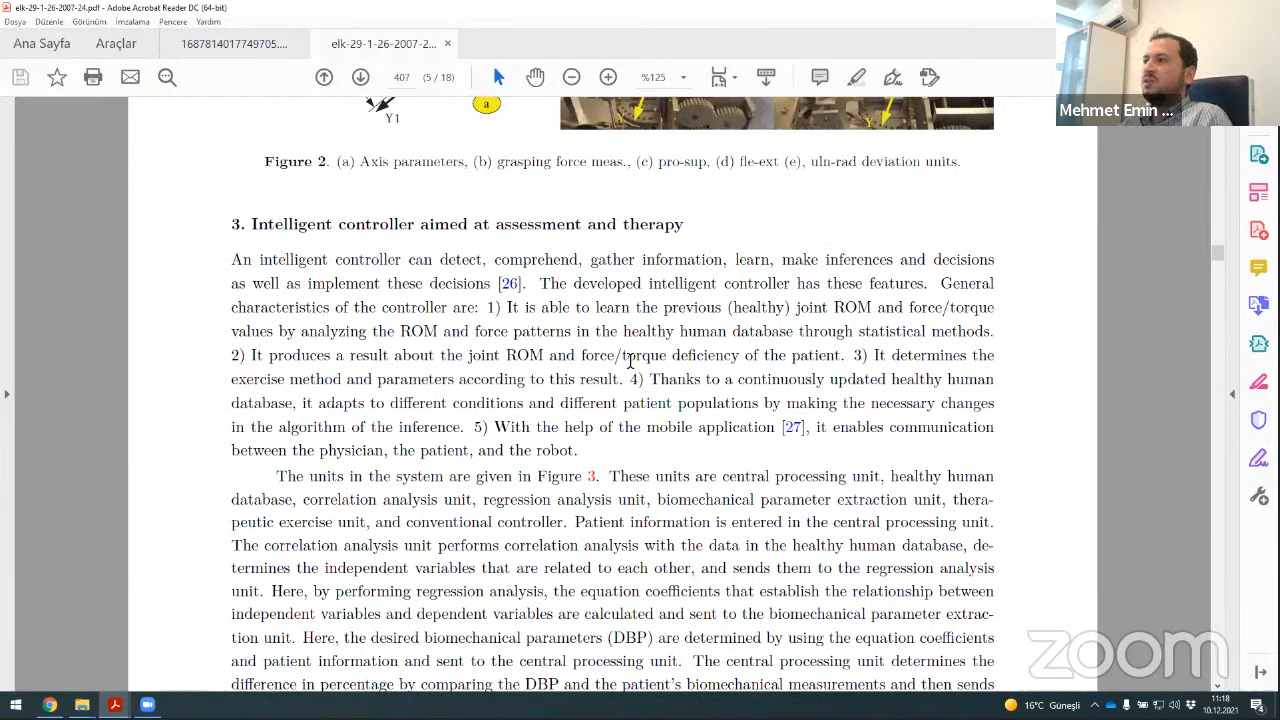 elk-29-1-26-2007-24.pdf - Adobe Acrobat Reader DC (64-bit)
Dosya Düzenle Görünüm İmzalama Pencere Yardım
Ana Sayfa Araçlar 1687814017749705.... elk-29-1-26-2007-2... ×
407 (5 / 18) %125
Mehmet Emin ...
Y1
a
Y
Y
Figure 2. (a) Axis parameters, (b) grasping force meas., (c) pro-sup, (d) fle-ext (e), uln-rad deviation units.
3. Intelligent controller aimed at assessment and therapy
An intelligent controller can detect, comprehend, gather information, learn, make inferences and decisions
as well as implement these decisions [26]. The developed intelligent controller has these features. General
characteristics of the controller are: 1) It is able to learn the previous (healthy) joint ROM and force/torque
values by analyzing the ROM and force patterns in the healthy human database through statistical methods.
2) It produces a result about the joint ROM and force/torque deficiency of the patient. 3) It determines the
exercise method and parameters according to this result. 4) Thanks to a continuously updated healthy human
database, it adapts to different conditions and different patient populations by making the necessary changes
in the algorithm of the inference. 5) With the help of the mobile application [27], it enables communication
between the physician, the patient, and the robot.
The units in the system are given in Figure 3. These units are central processing unit, healthy human
database, correlation analysis unit, regression analysis unit, biomechanical parameter extraction unit, thera-
peutic exercise unit, and conventional controller. Patient information is entered in the central processing unit.
The correlation analysis unit performs correlation analysis with the data in the healthy human database, de-
termines the independent variables that are related to each other, and sends them to the regression analysis
unit. Here, by performing regression analysis, the equation coefficients that establish the relationship between
independent variables and dependent variables are calculated and sent to the biomechanical parameter extrac-
tion unit. Here, the desired biomechanical parameters (DBP) are determined by using the equation coefficients
and patient information and sent to the central processing unit. The central processing unit determines the
difference in percentage by comparing the DBP and the patient's biomechanical measurements and then sends
zoom
16°C Güneşli
11:18
10.12.2021
4